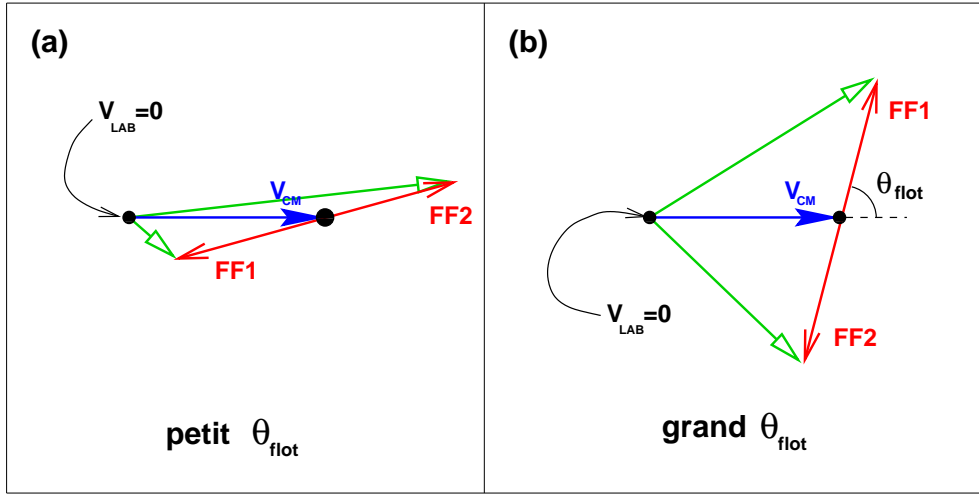 (a)
V_LAB=0
V_CM
FF2
FF1
petit θ_flot
(b)
FF1
θ_flot
V_CM
V_LAB=0
FF2
grand θ_flot